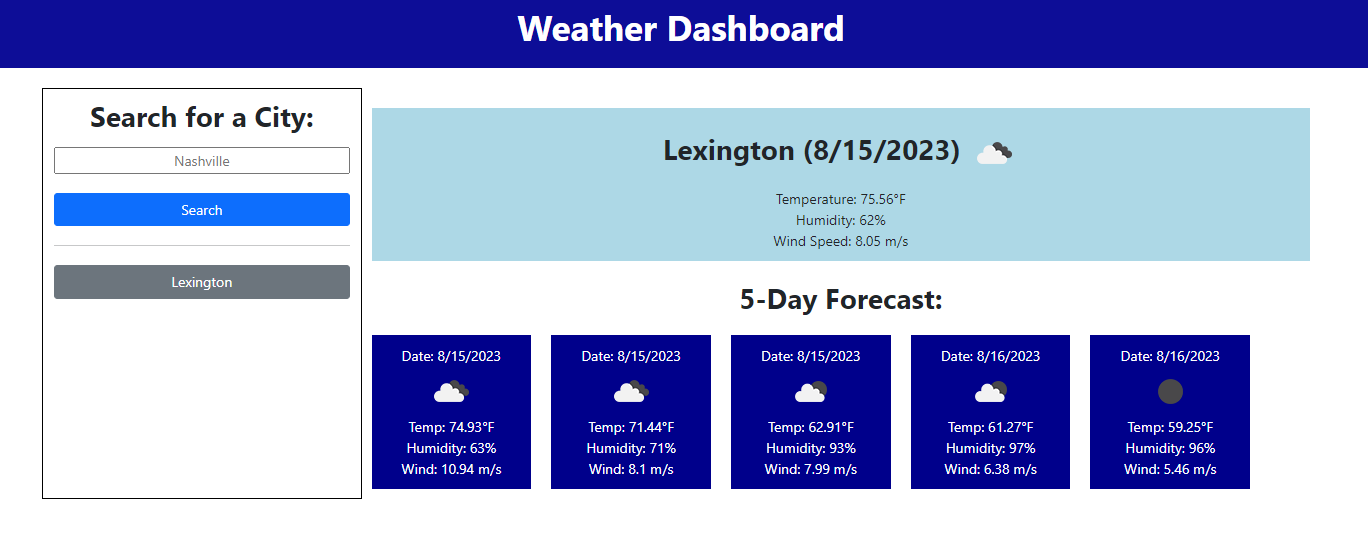 Weather Dashboard
Search for a City:
Nashville
Search
Lexington
Lexington (8/15/2023)
Temperature: 75.56°F
Humidity: 62%
Wind Speed: 8.05 m/s
5-Day Forecast:
Date: 8/15/2023
Temp: 74.93°F
Humidity: 63%
Wind: 10.94 m/s
Date: 8/15/2023
Temp: 71.44°F
Humidity: 71%
Wind: 8.1 m/s
Date: 8/15/2023
Temp: 62.91°F
Humidity: 93%
Wind: 7.99 m/s
Date: 8/16/2023
Temp: 61.27°F
Humidity: 97%
Wind: 6.38 m/s
Date: 8/16/2023
Temp: 59.25°F
Humidity: 96%
Wind: 5.46 m/s